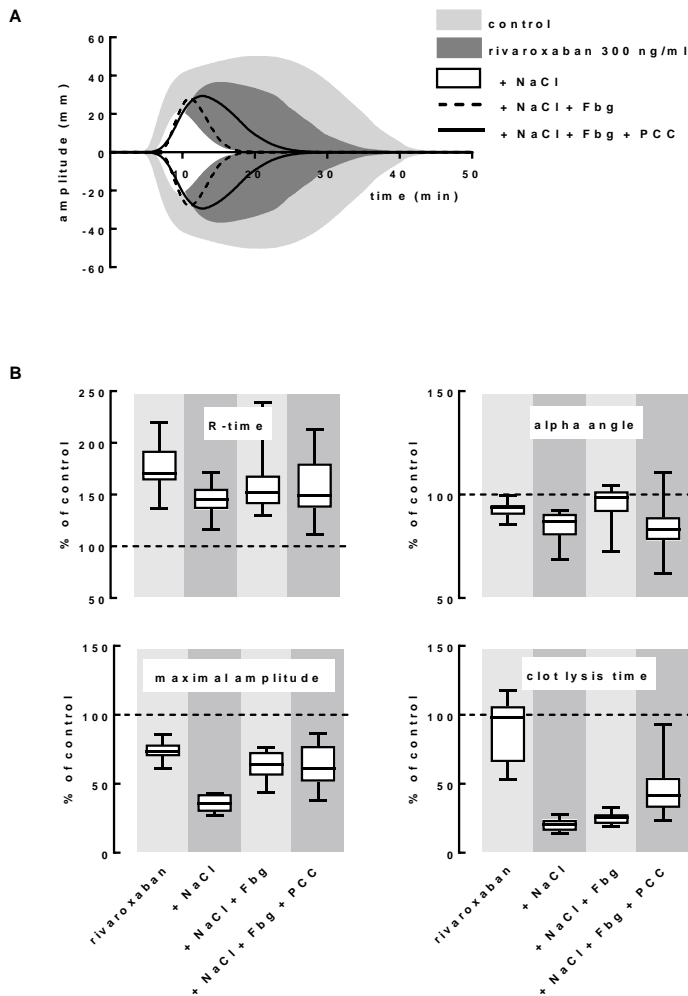 A
control
rivaroxaban 300 ng/ml
+ NaCl
+ NaCl + Fbg
+ NaCl + Fbg + PCC
amplitude (mm)
60
40
20
0
-20
-40
-60
10 20 30 40 50
time (min)
B
% of control
250
200
150
100
50
R-time
% of control
150
100
50
alpha angle
% of control
150
100
50
0
maximal amplitude
% of control
150
100
50
0
clot lysis time
rivaroxaban
+ NaCl
+ NaCl + Fbg
+ NaCl + Fbg + PCC
rivaroxaban
+ NaCl
+ NaCl + Fbg
+ NaCl + Fbg + PCC